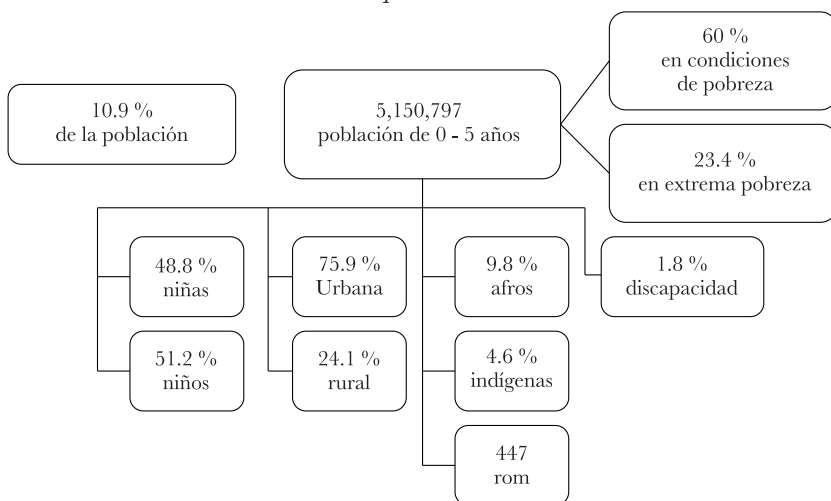 60 %
en condiciones
de pobreza
10.9 %
de la población
5,150,797
población de 0 - 5 años
23.4 %
en extrema pobreza
48.8 %
niñas
75.9 %
Urbana
9.8 %
afros
1.8 %
discapacidad
51.2 %
niños
24.1 %
rural
4.6 %
indígenas
447
rom